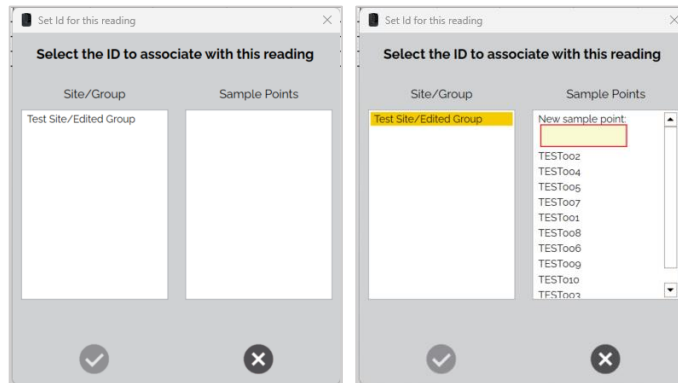 Set Id for this reading
Select the ID to associate with this reading
Site/Group
Sample Points
Test Site/Edited Group
Set Id for this reading
Select the ID to associate with this reading
Site/Group
Sample Points
Test Site/Edited Group
New sample point:
TEST002
TEST004
TEST005
TEST007
TEST001
TEST008
TEST006
TEST009
TEST010
TEST003